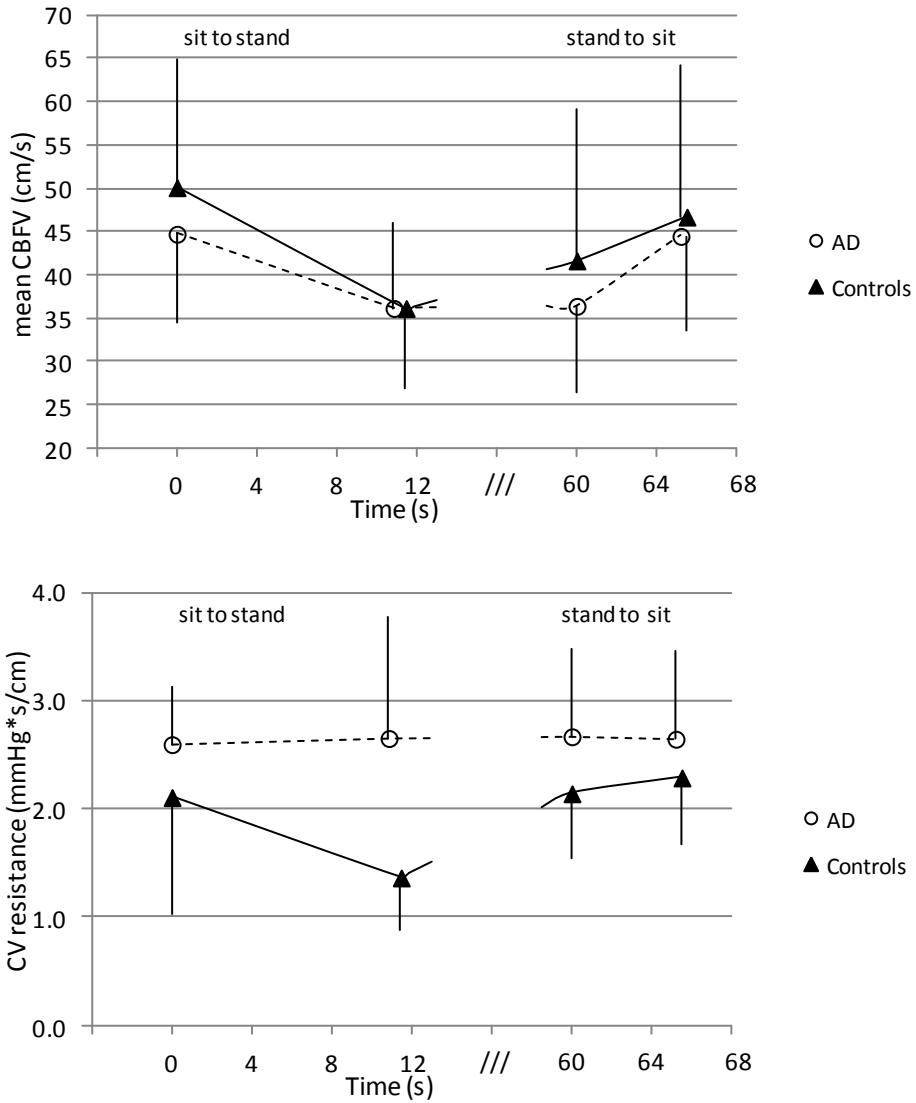 70
sit to stand
stand to sit
65
60
55
50
45
40
35
30
25
20
mean CBFV (cm/s)
0 4 8 12 /// 60 64 68
Time (s)
AD
Controls
4.0
sit to stand
stand to sit
3.0
2.0
1.0
0.0
CV resistance (mmHg*s/cm)
0 4 8 12 /// 60 64 68
Time (s)
AD
Controls